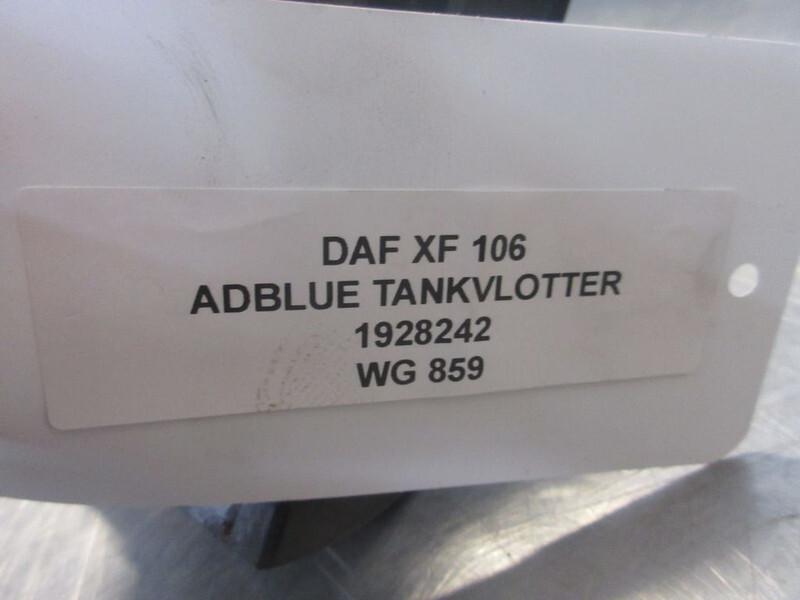 DAF XF 106
ADBLUE TANKVLOTTER
1928242
WG 859